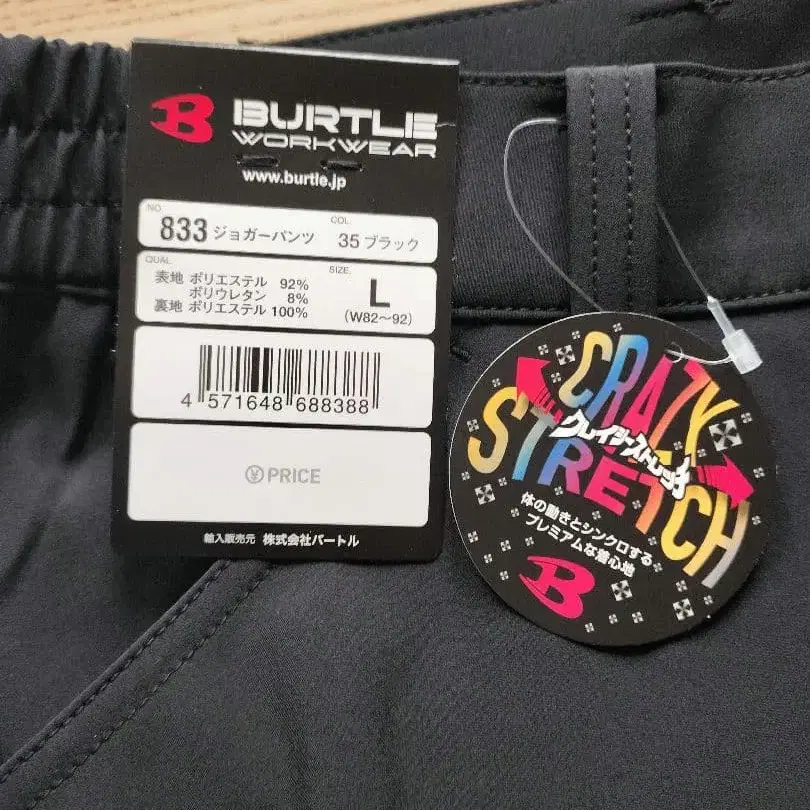 BURTLE
WORKWEAR
www.burtle.jp
NO.
COL.
833 ジョガーパンツ 35 ブラック
QUAL.
SIZE.
表地 ポリエステル 92%
ポリウレタン 8%
裏地 ポリエステル 100%
L
(W82〜92)
4 571648 688388
¥PRICE
輸入販売元 株式会社バートル
CRAZY
クレイジーストレッチ
STRETCH
体の動きとシンクロする
プレミアムな着心地